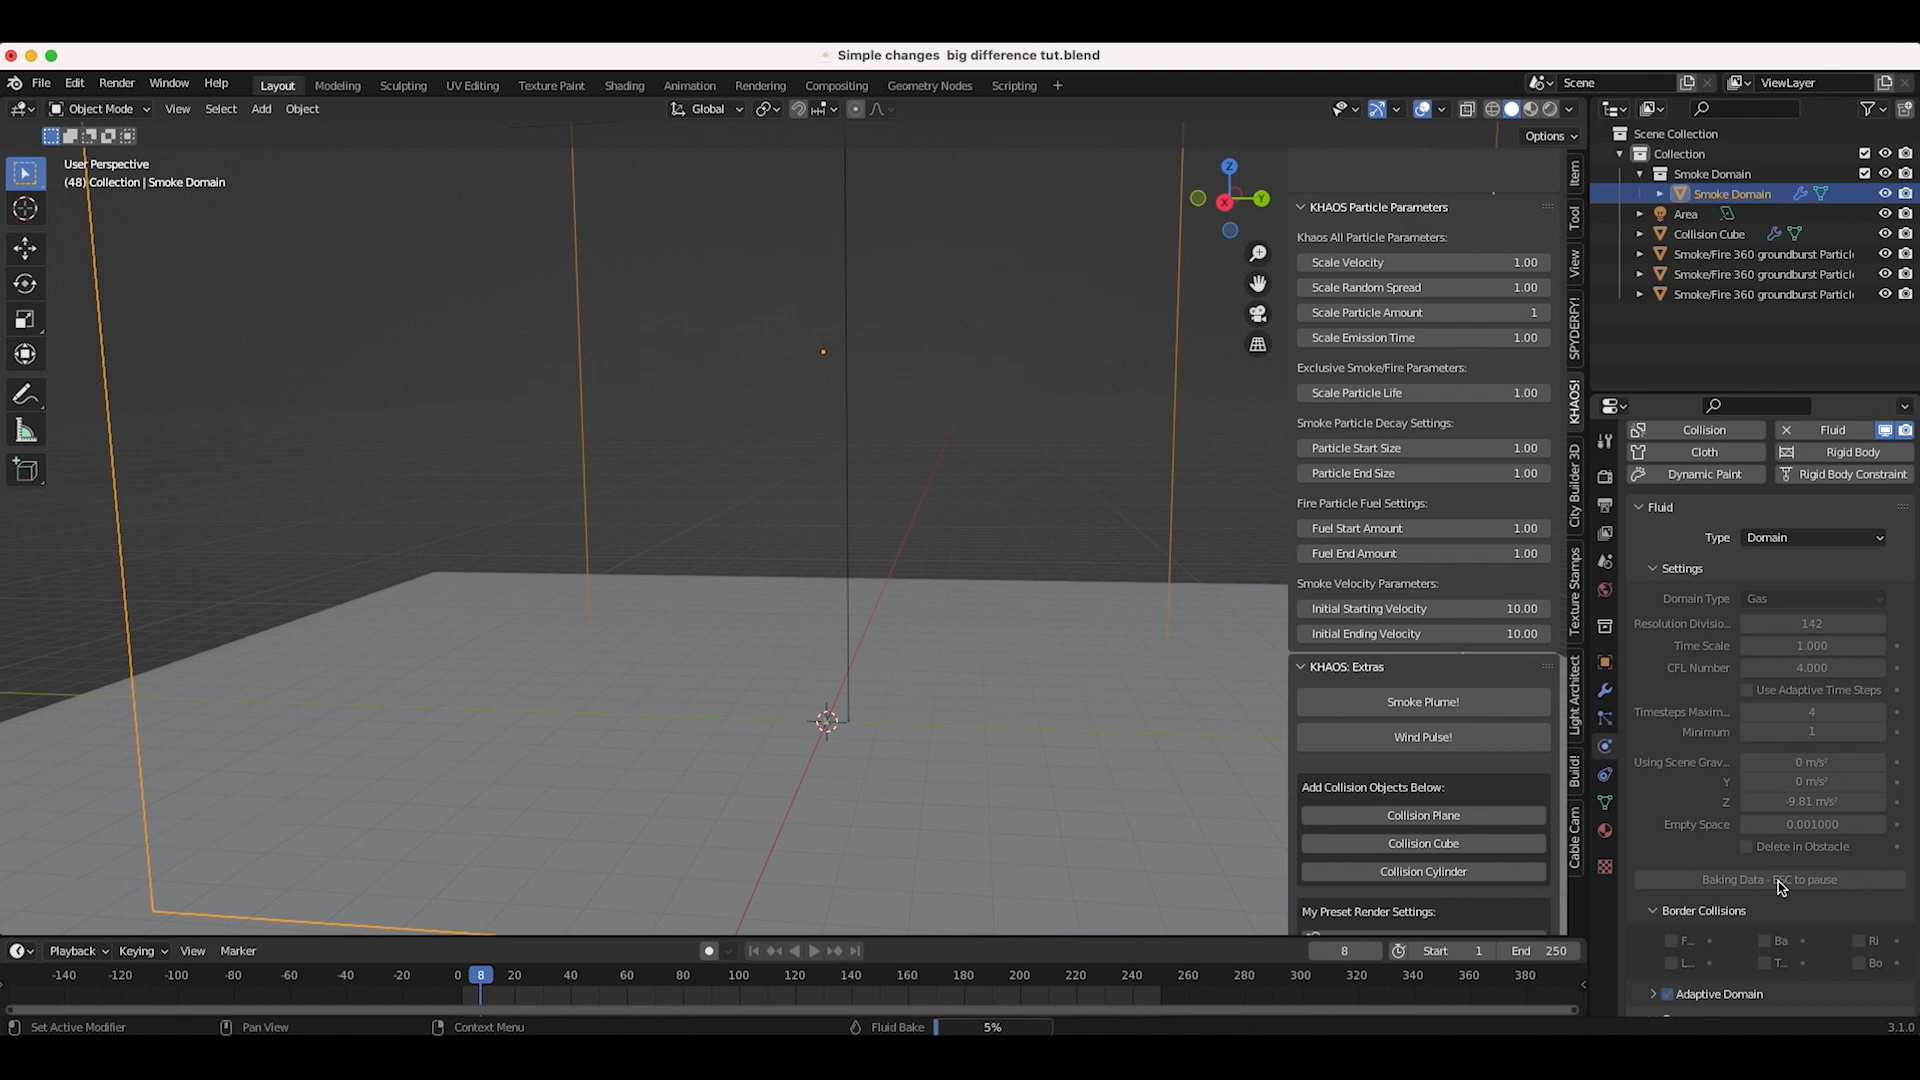 Simple changes  big difference tut.blend
File Edit Render Window Help Layout Modeling Sculpting UV Editing Texture Paint Shading Animation Rendering Compositing Geometry Nodes Scripting + Scene ViewLayer
Object Mode View Select Add Object Global
Options
User Perspective
(48) Collection | Smoke Domain
Z
Y
X
KHAOS Particle Parameters
Khaos All Particle Parameters:
Scale Velocity 1.00
Scale Random Spread 1.00
Scale Particle Amount 1
Scale Emission Time 1.00
Exclusive Smoke/Fire Parameters:
Scale Particle Life 1.00
Smoke Particle Decay Settings:
Particle Start Size 1.00
Particle End Size 1.00
Fire Particle Fuel Settings:
Fuel Start Amount 1.00
Fuel End Amount 1.00
Smoke Velocity Parameters:
Initial Starting Velocity 10.00
Initial Ending Velocity 10.00
KHAOS: Extras
Smoke Plume!
Wind Pulse!
Add Collision Objects Below:
Collision Plane
Collision Cube
Collision Cylinder
My Preset Render Settings:
Item
Tool
View
SPYDERFY!
KHAOS!
City Builder 3D
Texture Stamps
Light Architect
Build!
Cable Cam
Scene Collection
Collection
Smoke Domain
Smoke Domain
Area
Collision Cube
Smoke/Fire 360 groundburst Particle
Smoke/Fire 360 groundburst Particle
Smoke/Fire 360 groundburst Particle
Collision Fluid
Cloth Rigid Body
Dynamic Paint Rigid Body Constraint
Fluid
Type Domain
Settings
Domain Type Gas
Resolution Divisio... 142
Time Scale 1.000
CFL Number 4.000
Use Adaptive Time Steps
Timesteps Maxim... 4
Minimum 1
Using Scene Grav... 0 m/s²
Y 0 m/s²
Z -9.81 m/s²
Empty Space 0.001000
Delete in Obstacle
Baking Data - ESC to pause
Border Collisions
F... Ba Ri
L... T... Bo
Adaptive Domain
Playback Keying View Marker 8 Start 1 End 250
-140 -120 -100 -80 -60 -40 -20 0 8 20 40 60 80 100 120 140 160 180 200 220 240 260 280 300 320 340 360 380
Set Active Modifier Pan View Context Menu Fluid Bake 5% 3.1.0